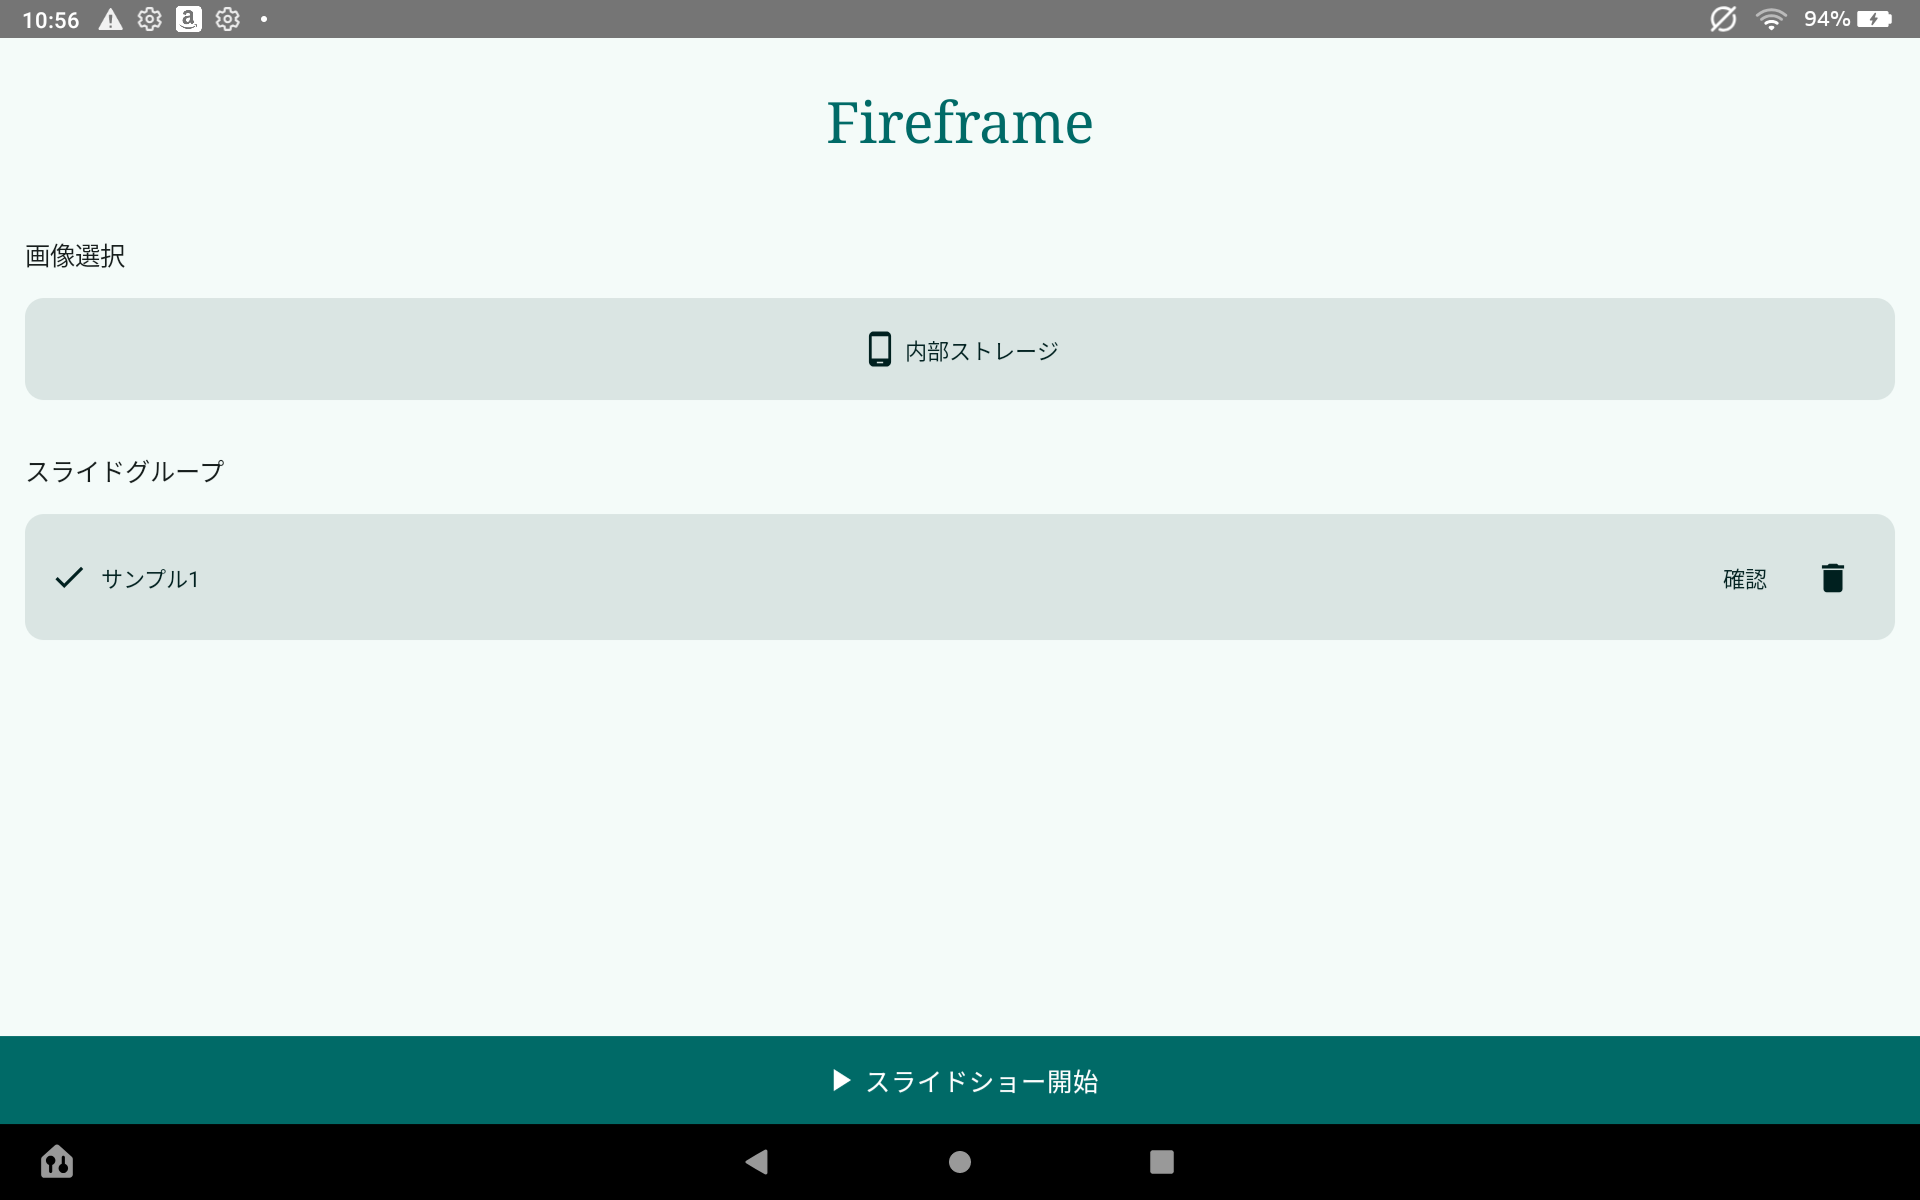 10:56
94%
Fireframe
画像選択
内部ストレージ
スライドグループ
サンプル1
確認
スライドショー開始